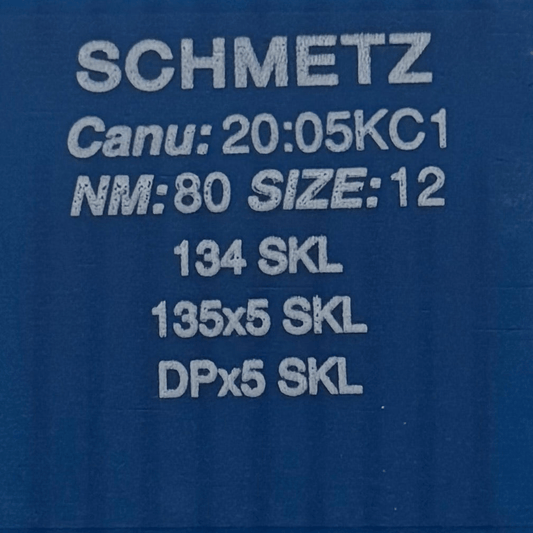 SCHMETZ
Canu: 20:05KC1
NM: 80 SIZE: 12
134 SKL
135x5 SKL
DPx5 SKL